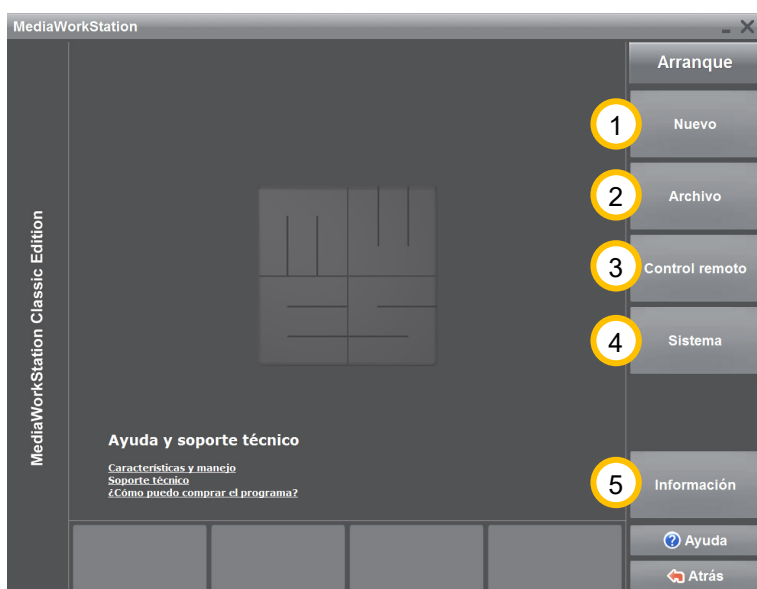 MediaWorkStation
Arranque
1
Nuevo
2
Archivo
3
Control remoto
4
Sistema
MediaWorkStation Classic Edition
Ayuda y soporte técnico
Características y manejo
Soporte técnico
¿Cómo puedo comprar el programa?
5
Información
Ayuda
Atrás